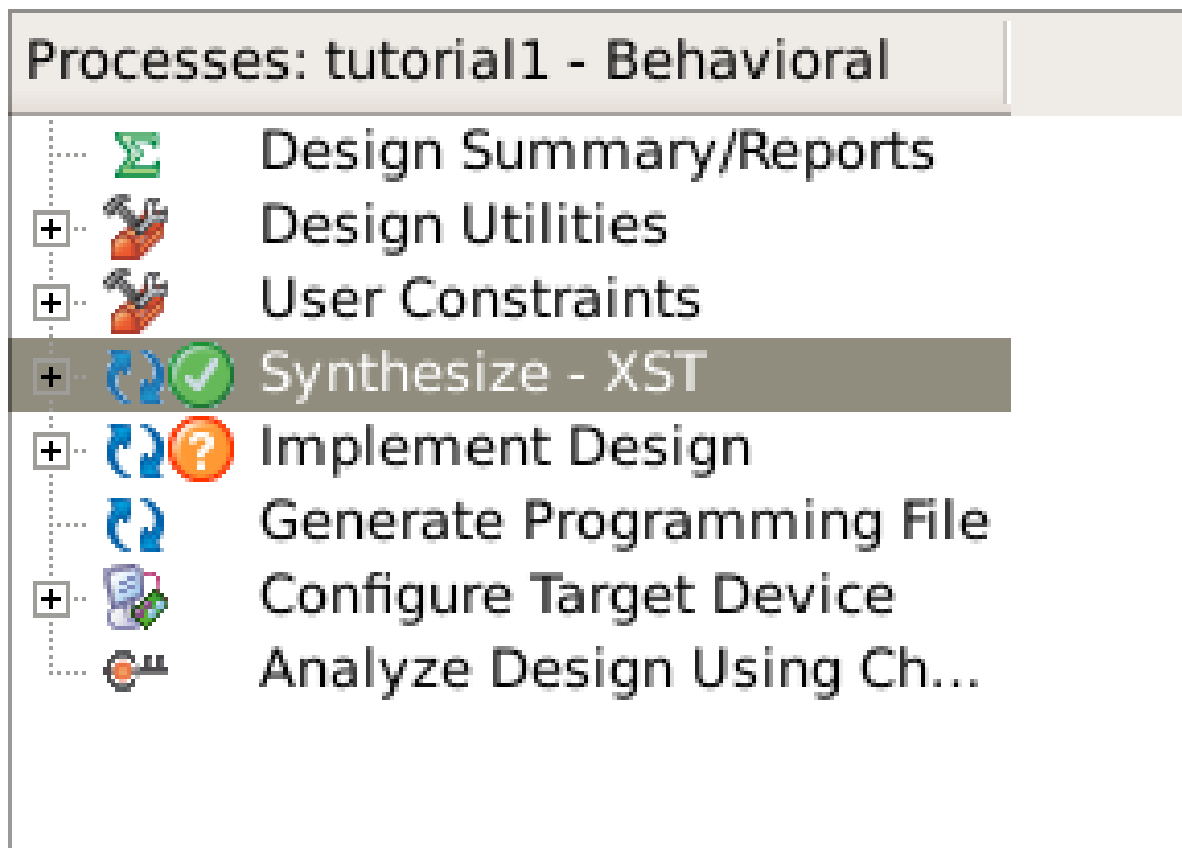 Processes: tutorial1 - Behavioral
Design Summary/Reports
Design Utilities
User Constraints
Synthesize - XST
Implement Design
Generate Programming File
Configure Target Device
Analyze Design Using Ch...